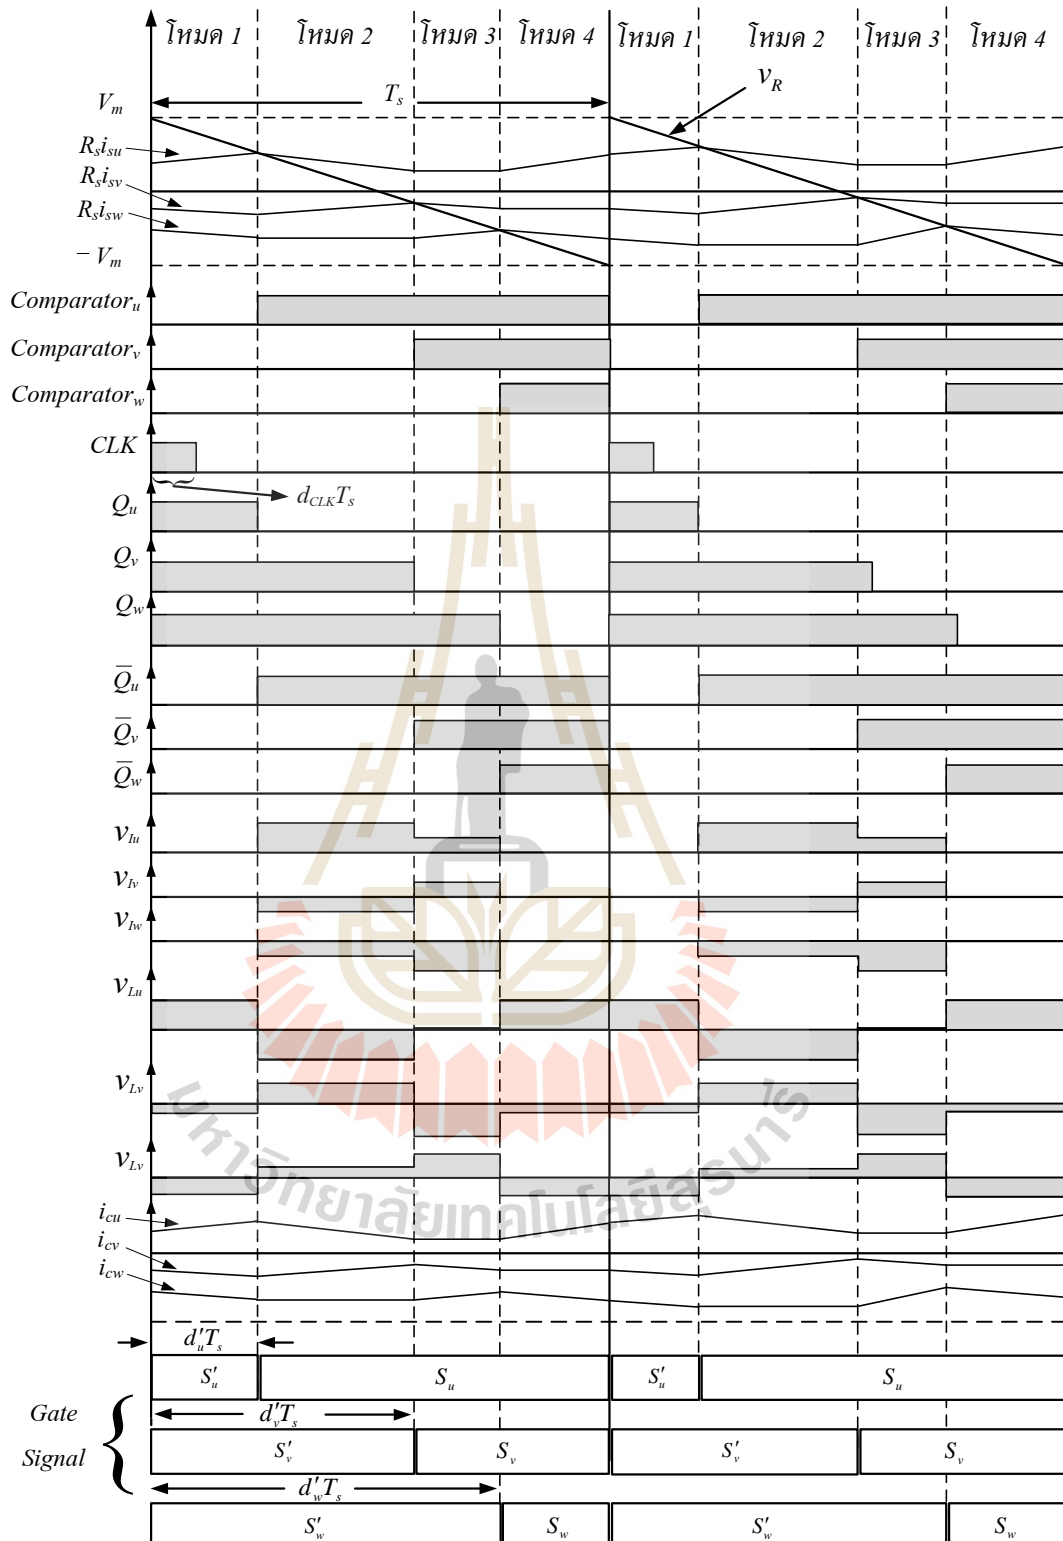 โหมด 1 โหมด 2 โหมด 3 โหมด 4 โหมด 1 โหมด 2 โหมด 3 โหมด 4
T_s
v_R
V_m
R_s i_su
R_s i_sv
R_s i_sw
− V_m
Comparator_u
Comparator_v
Comparator_w
CLK
d_CLK T_s
Q_u
Q_v
Q_w
Q̅_u
Q̅_v
Q̅_w
v_Iu
v_Iv
v_Iw
v_Lu
v_Lv
v_Lv
มหาวิทยาลัยเทคโนโลยีสุรนารี
i_cu
i_cv
i_cw
d′_u T_s
S′_u S_u S′_u S_u
Gate
Signal
d′_v T_s
S′_v S_v S′_v S_v
d′_w T_s
S′_w S_w S′_w S_w